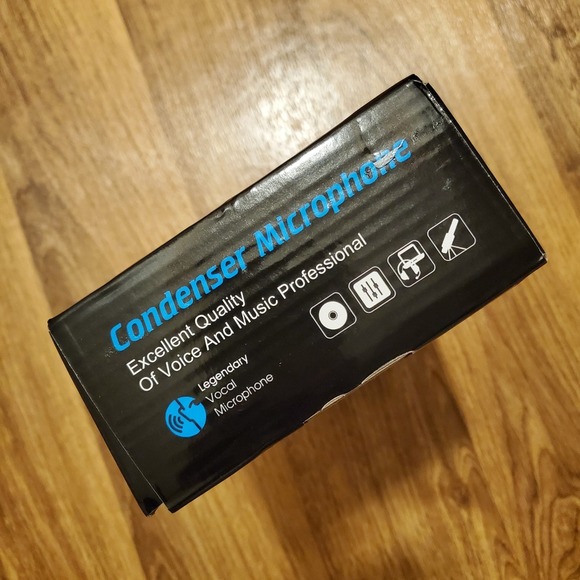 Condenser Microphone
Excellent Quality
Of Voice And Music Professional
Legendary
Vocal
Microphone